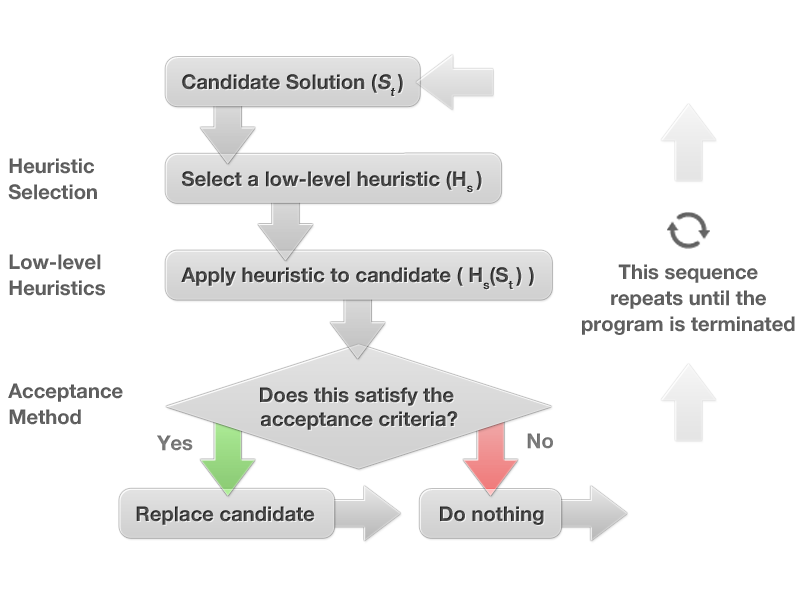 Candidate Solution (St)
Heuristic
Selection
Select a low-level heuristic (Hs)
Low-level
Heuristics
Apply heuristic to candidate ( Hs(St) )
This sequence
repeats until the
program is terminated
Acceptance
Method
Does this satisfy the
acceptance criteria?
Yes
No
Replace candidate
Do nothing